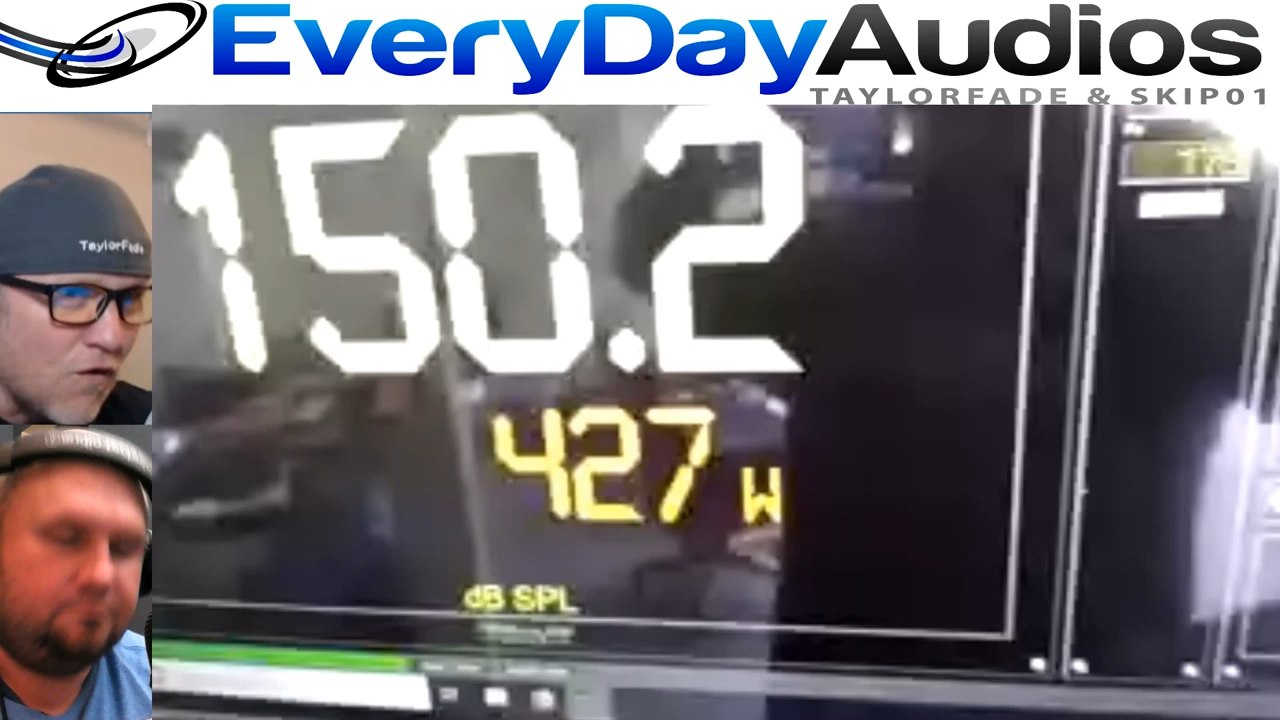 EveryDayAudios
TAYLORFADE & SKIP01
TaylorFade
150.2
427 W
dB SPL